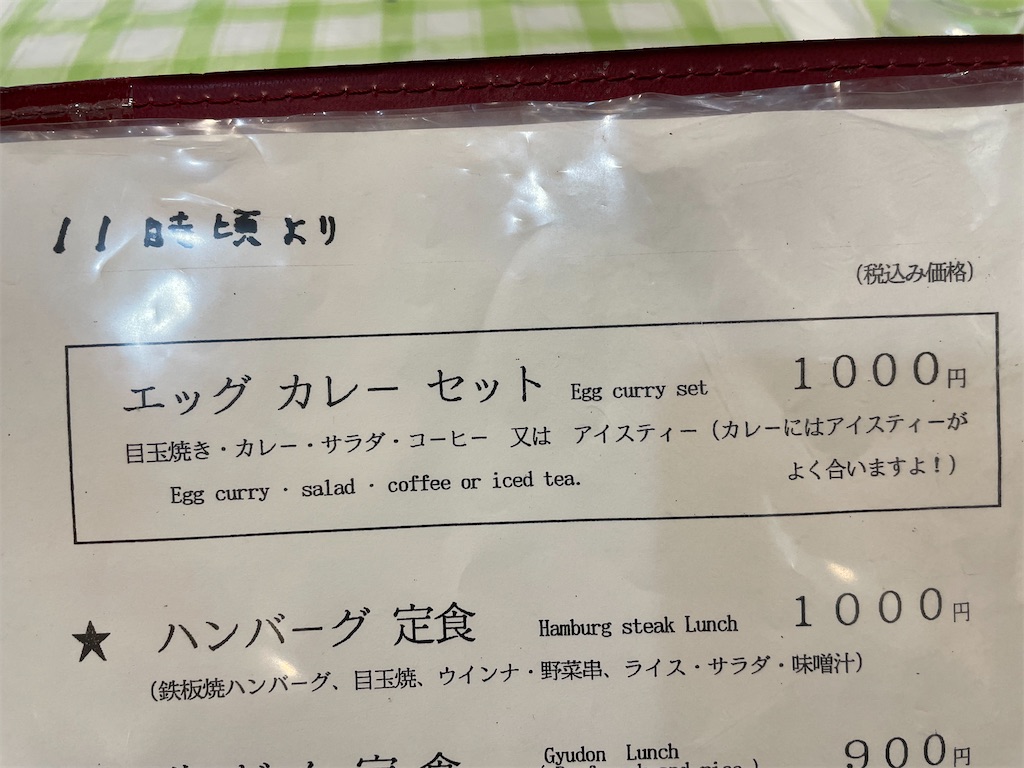 11時頃より
(税込み価格)
エッグ カレー セット Egg curry set 1000円
目玉焼き・カレー・サラダ・コーヒー 又は アイスティー(カレーにはアイスティーが
よく合いますよ!)
Egg curry · salad · coffee or iced tea.
★ ハンバーグ 定食 Hamburg steak Lunch 1000円
(鉄板焼ハンバーグ、目玉焼、ウインナ・野菜串、ライス・サラダ・味噌汁)
定食 Gyudon Lunch 900円